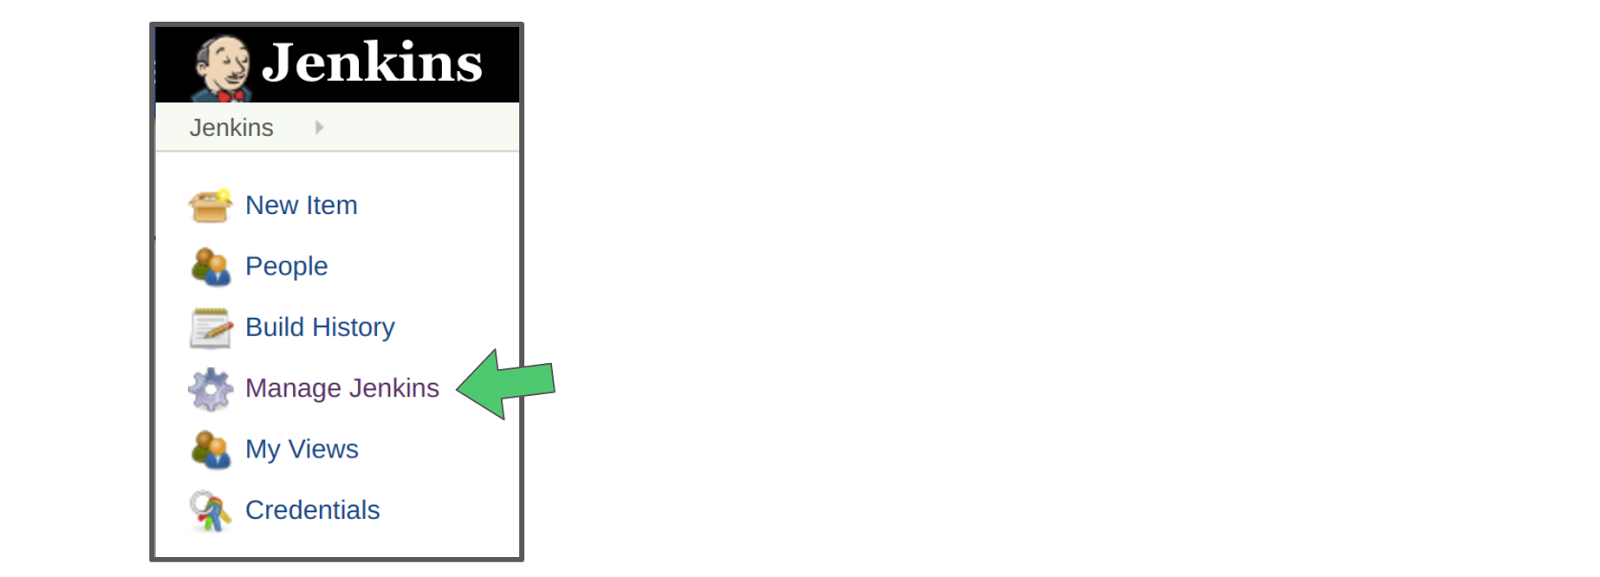 Jenkins
Jenkins
New Item
People
Build History
Manage Jenkins
My Views
Credentials